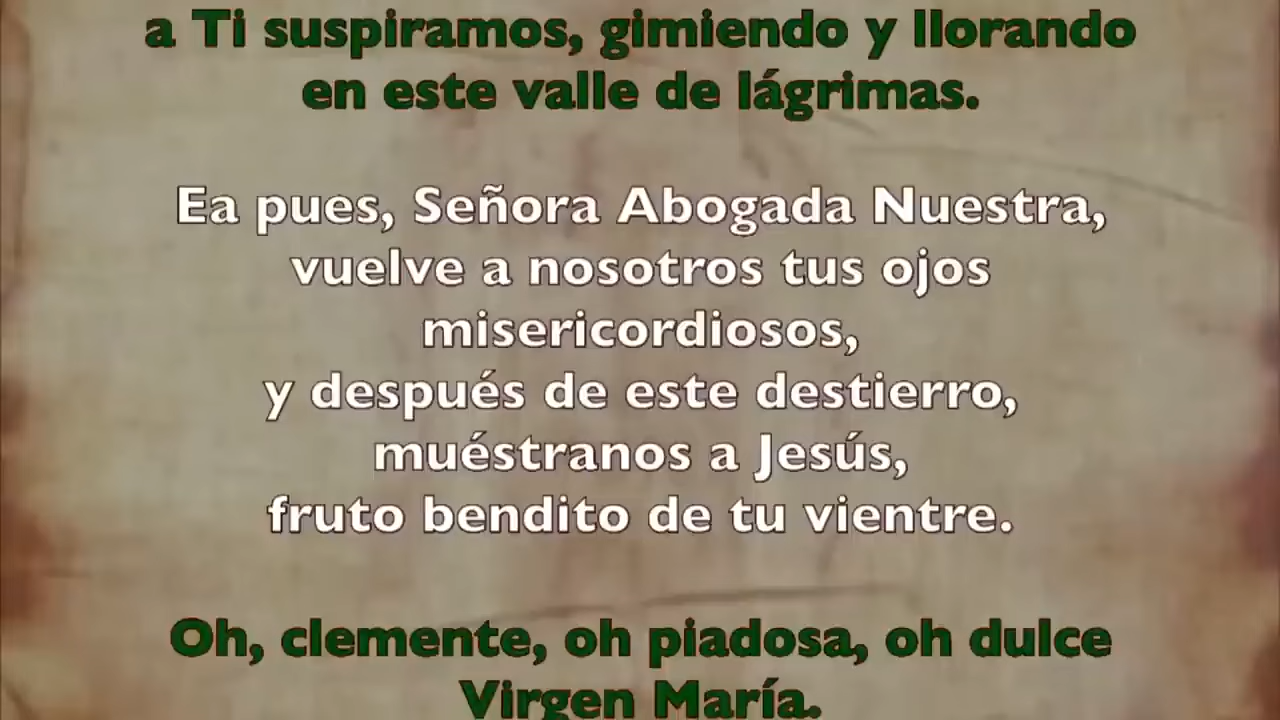 a Ti suspiramos, gimiendo y llorando
en este valle de lágrimas.
Ea pues, Señora Abogada Nuestra,
vuelve a nosotros tus ojos
misericordiosos,
y después de este destierro,
muéstranos a Jesús,
fruto bendito de tu vientre.
Oh, clemente, oh piadosa, oh dulce
Virgen María.